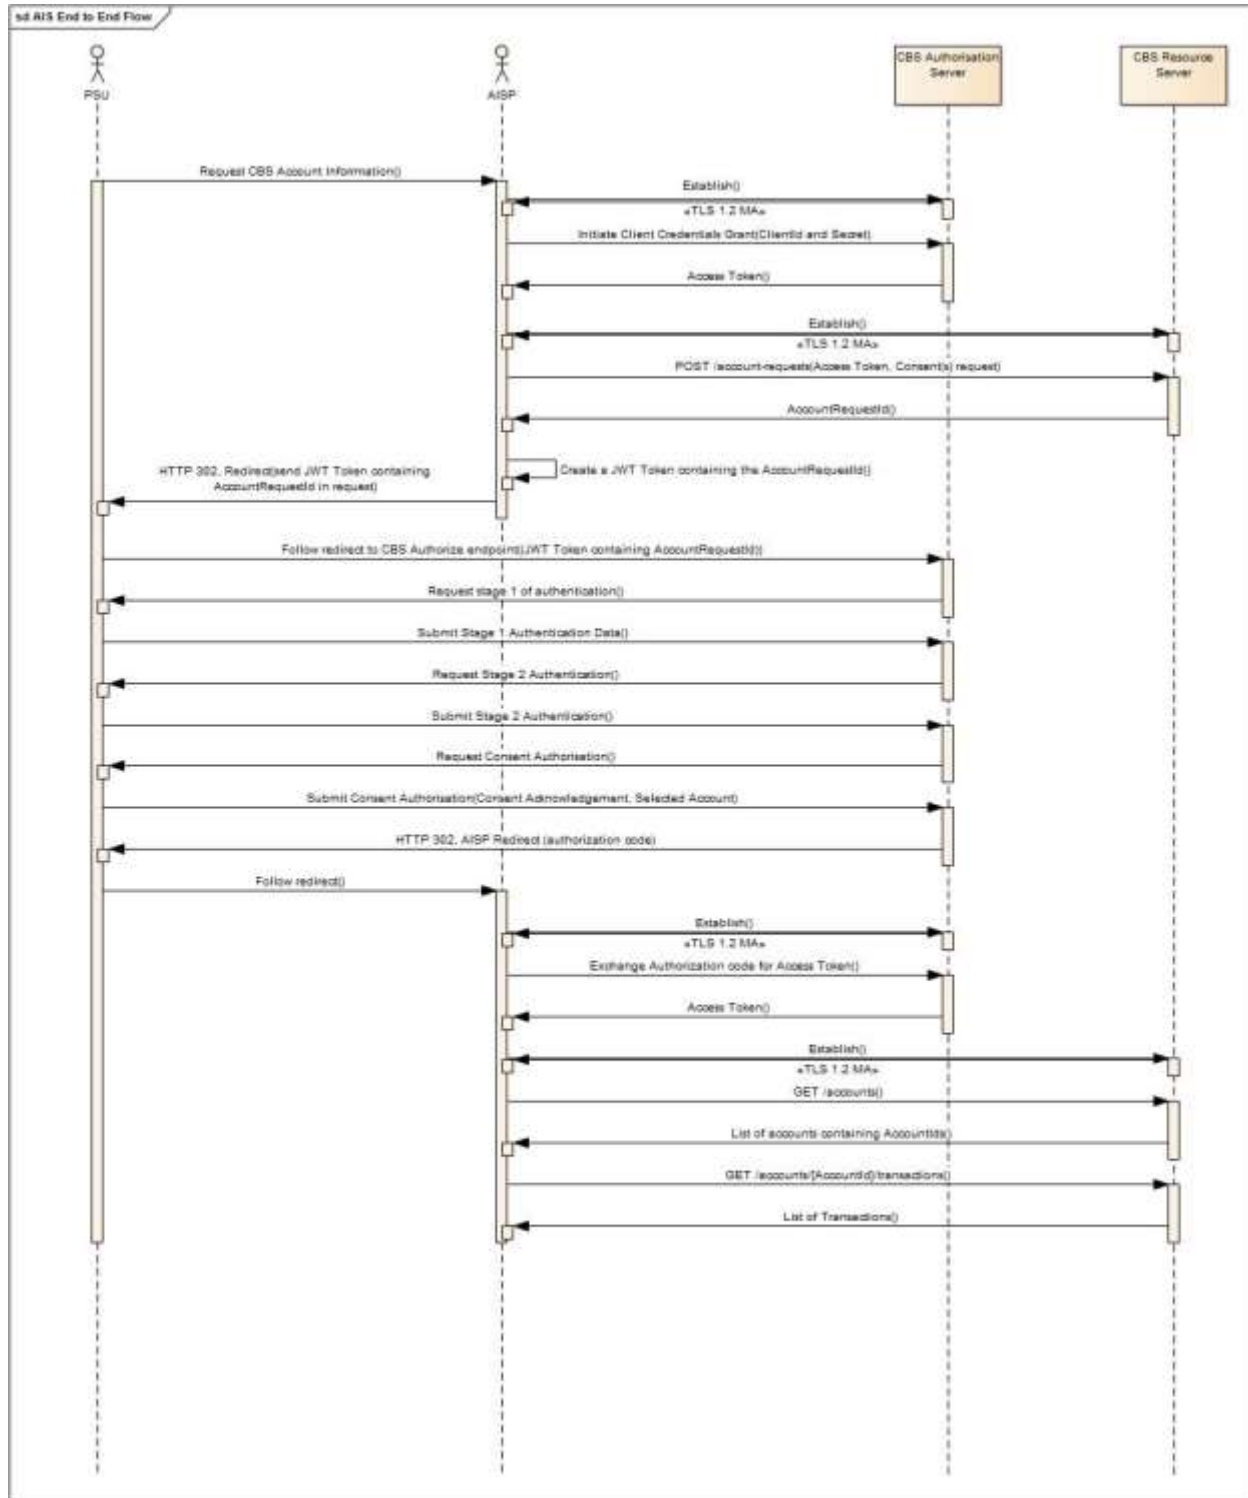 sd AIS End to End Flow
PSU
AISP
CBS Authorisation
Server
CBS Resource
Server
Request CBS Account Information()
Establish()
«TLS 1.2 MA»
Initiate Client Credentials Grant(ClientId and Secret)
Access Token()
Establish()
«TLS 1.2 MA»
POST /account-requests(Access Token, Consent(s) request)
AccountRequestId()
Create a JWT Token containing the AccountRequestId()
HTTP 302, Redirect(send JWT Token containing
AccountRequestId in request)
Follow redirect to CBS Authorize endpoint(JWT Token containing AccountRequestId))
Request stage 1 of authentication()
Submit Stage 1 Authentication Data()
Request Stage 2 Authentication()
Submit Stage 2 Authentication()
Request Consent Authorisation()
Submit Consent Authorisation(Consent Acknowledgement, Selected Account)
HTTP 302, AISP Redirect (authorization code)
Follow redirect()
Establish()
«TLS 1.2 MA»
Exchange Authorization code for Access Token()
Access Token()
Establish()
«TLS 1.2 MA»
GET /accounts()
List of accounts containing AccountIds()
GET /accounts/{AccountId}/transactions()
List of Transactions()